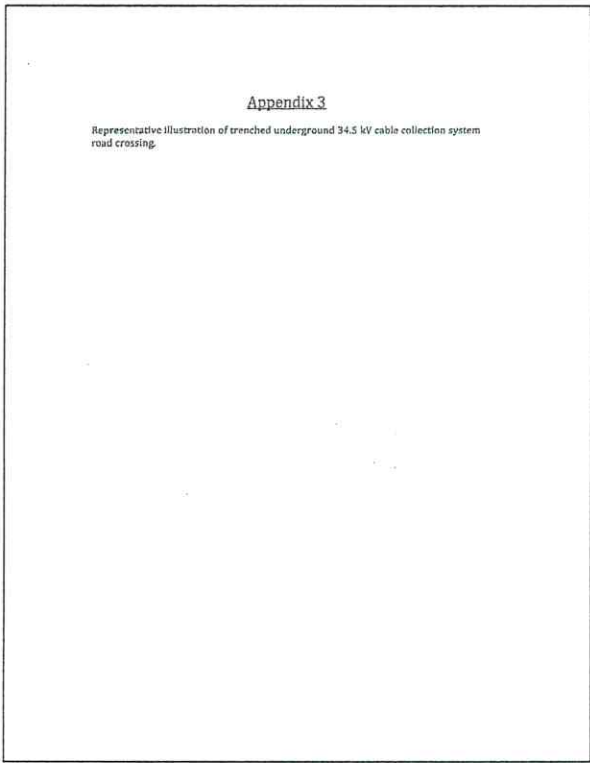 Appendix 3
Representative illustration of trenched underground 34.5 kV cable collection system
road crossing.